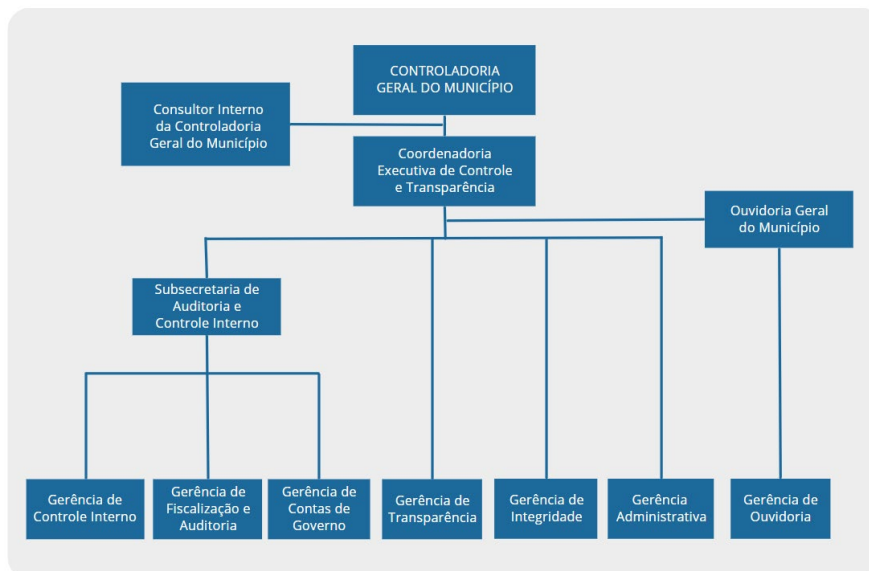 CONTROLADORIA
GERAL DO MUNICÍPIO
Consultor Interno
da Controladoria
Geral do Município
Coordenadoria
Executiva de Controle
e Transparência
Ouvidoria Geral
do Município
Subsecretaria de
Auditoria e
Controle Interno
Gerência de
Controle Interno
Gerência de
Fiscalização e
Auditoria
Gerência de
Contas de
Governo
Gerência de
Transparência
Gerência de
Integridade
Gerência
Administrativa
Gerência de
Ouvidoria